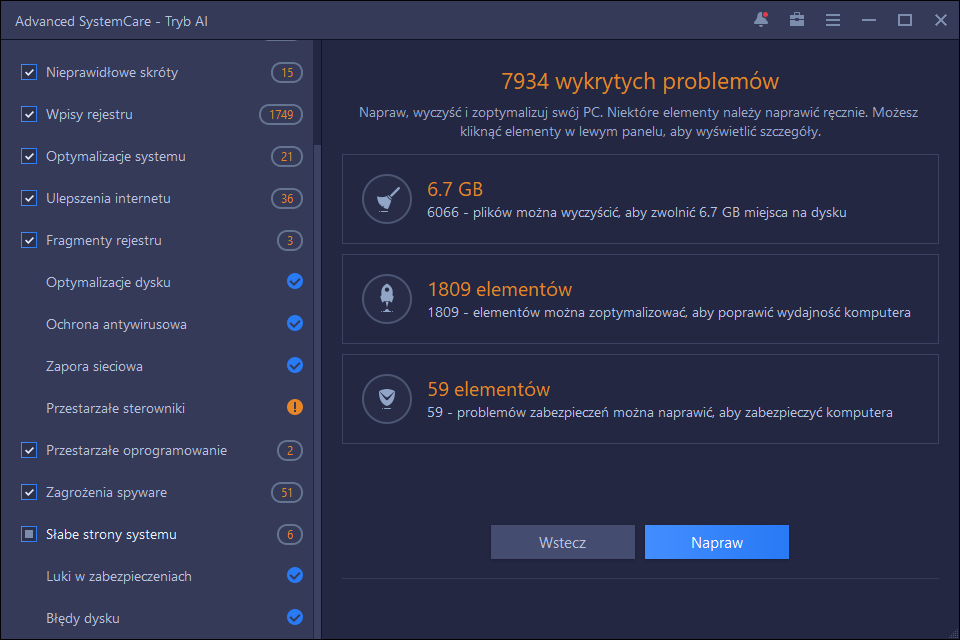 Advanced SystemCare - Tryb AI
Nieprawidłowe skróty 15
Wpisy rejestru 1749
Optymalizacje systemu 21
Ulepszenia internetu 36
Fragmenty rejestru 3
Optymalizacje dysku
Ochrona antywirusowa
Zapora sieciowa
Przestarzałe sterowniki
Przestarzałe oprogramowanie 2
Zagrożenia spyware 51
Słabe strony systemu 6
Luki w zabezpieczeniach
Błędy dysku
7934 wykrytych problemów
Napraw, wyczyść i zoptymalizuj swój PC. Niektóre elementy należy naprawić ręcznie. Możesz
kliknąć elementy w lewym panelu, aby wyświetlić szczegóły.
6.7 GB
6066 - plików można wyczyścić, aby zwolnić 6.7 GB miejsca na dysku
1809 elementów
1809 - elementów można zoptymalizować, aby poprawić wydajność komputera
59 elementów
59 - problemów zabezpieczeń można naprawić, aby zabezpieczyć komputera
Wstecz
Napraw